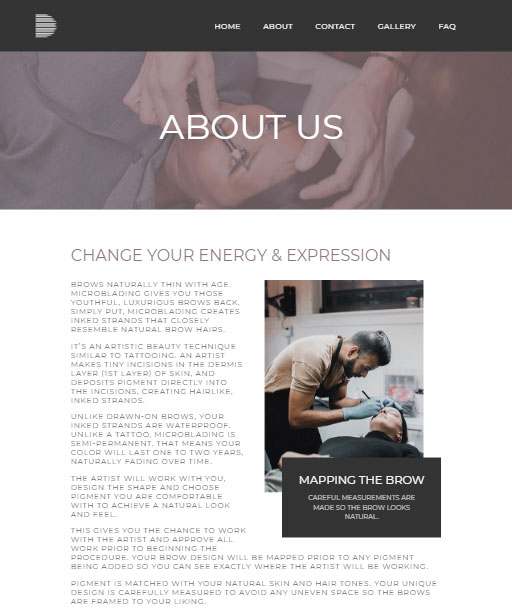 HOME ABOUT CONTACT GALLERY FAQ
ABOUT US
CHANGE YOUR ENERGY & EXPRESSION
BROWS NATURALLY THIN WITH AGE.
MICROBLADING GIVES YOU THOSE
YOUTHFUL, LUXURIOUS BROWS BACK.
SIMPLY PUT, MICROBLADING CREATES
INKED STRANDS THAT CLOSELY
RESEMBLE NATURAL BROW HAIRS.
IT'S AN ARTISTIC BEAUTY TECHNIQUE
SIMILAR TO TATTOOING. AN ARTIST
MAKES TINY INCISIONS IN THE DERMIS
LAYER (1ST LAYER) OF SKIN, AND
DEPOSITS PIGMENT DIRECTLY INTO
THE INCISIONS, CREATING HAIRLIKE,
INKED STRANDS.
UNLIKE DRAWN-ON BROWS, YOUR
INKED STRANDS ARE WATERPROOF.
UNLIKE A TATTOO, MICROBLADING IS
SEMI-PERMANENT. THAT MEANS YOUR
COLOR WILL LAST ONE TO TWO YEARS,
NATURALLY FADING OVER TIME.
THE ARTIST WILL WORK WITH YOU,
DESIGN THE SHAPE AND CHOOSE
PIGMENT YOU ARE COMFORTABLE
WITH TO ACHIEVE A NATURAL LOOK
AND FEEL.
MAPPING THE BROW
CAREFUL MEASUREMENTS ARE
MADE SO THE BROW LOOKS
NATURAL.
THIS GIVES YOU THE CHANCE TO WORK
WITH THE ARTIST AND APPROVE ALL
WORK PRIOR TO BEGINNING THE
PROCEDURE. YOUR BROW DESIGN WILL BE MAPPED PRIOR TO ANY PIGMENT
BEING ADDED SO YOU CAN SEE EXACTLY WHERE THE ARTIST WILL BE WORKING.
PIGMENT IS MATCHED WITH YOUR NATURAL SKIN AND HAIR TONES. YOUR UNIQUE
DESIGN IS CAREFULLY MEASURED TO AVOID ANY UNEVEN SPACE SO THE BROWS
ARE FRAMED TO YOUR LIKING.